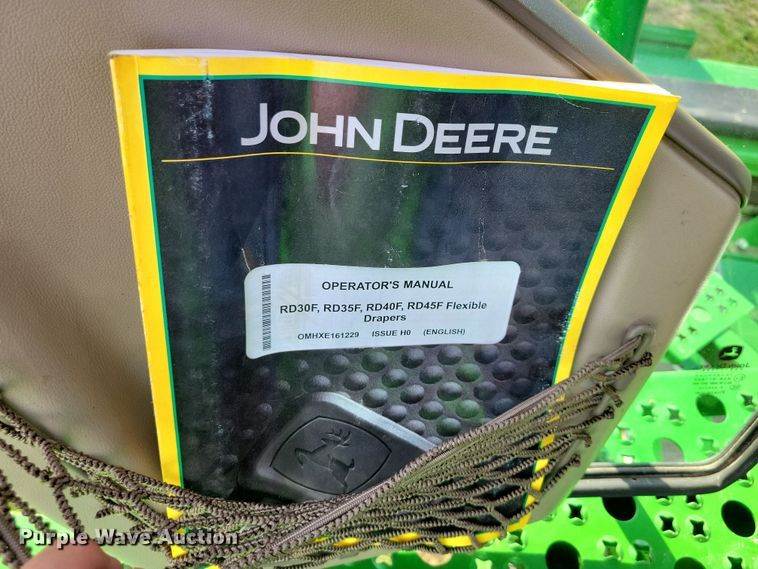 JOHN DEERE
OPERATOR'S MANUAL
RD30F, RD35F, RD40F, RD45F Flexible
Drapers
OMHXE161229 ISSUE H0 (ENGLISH)
Purple Wave Auction